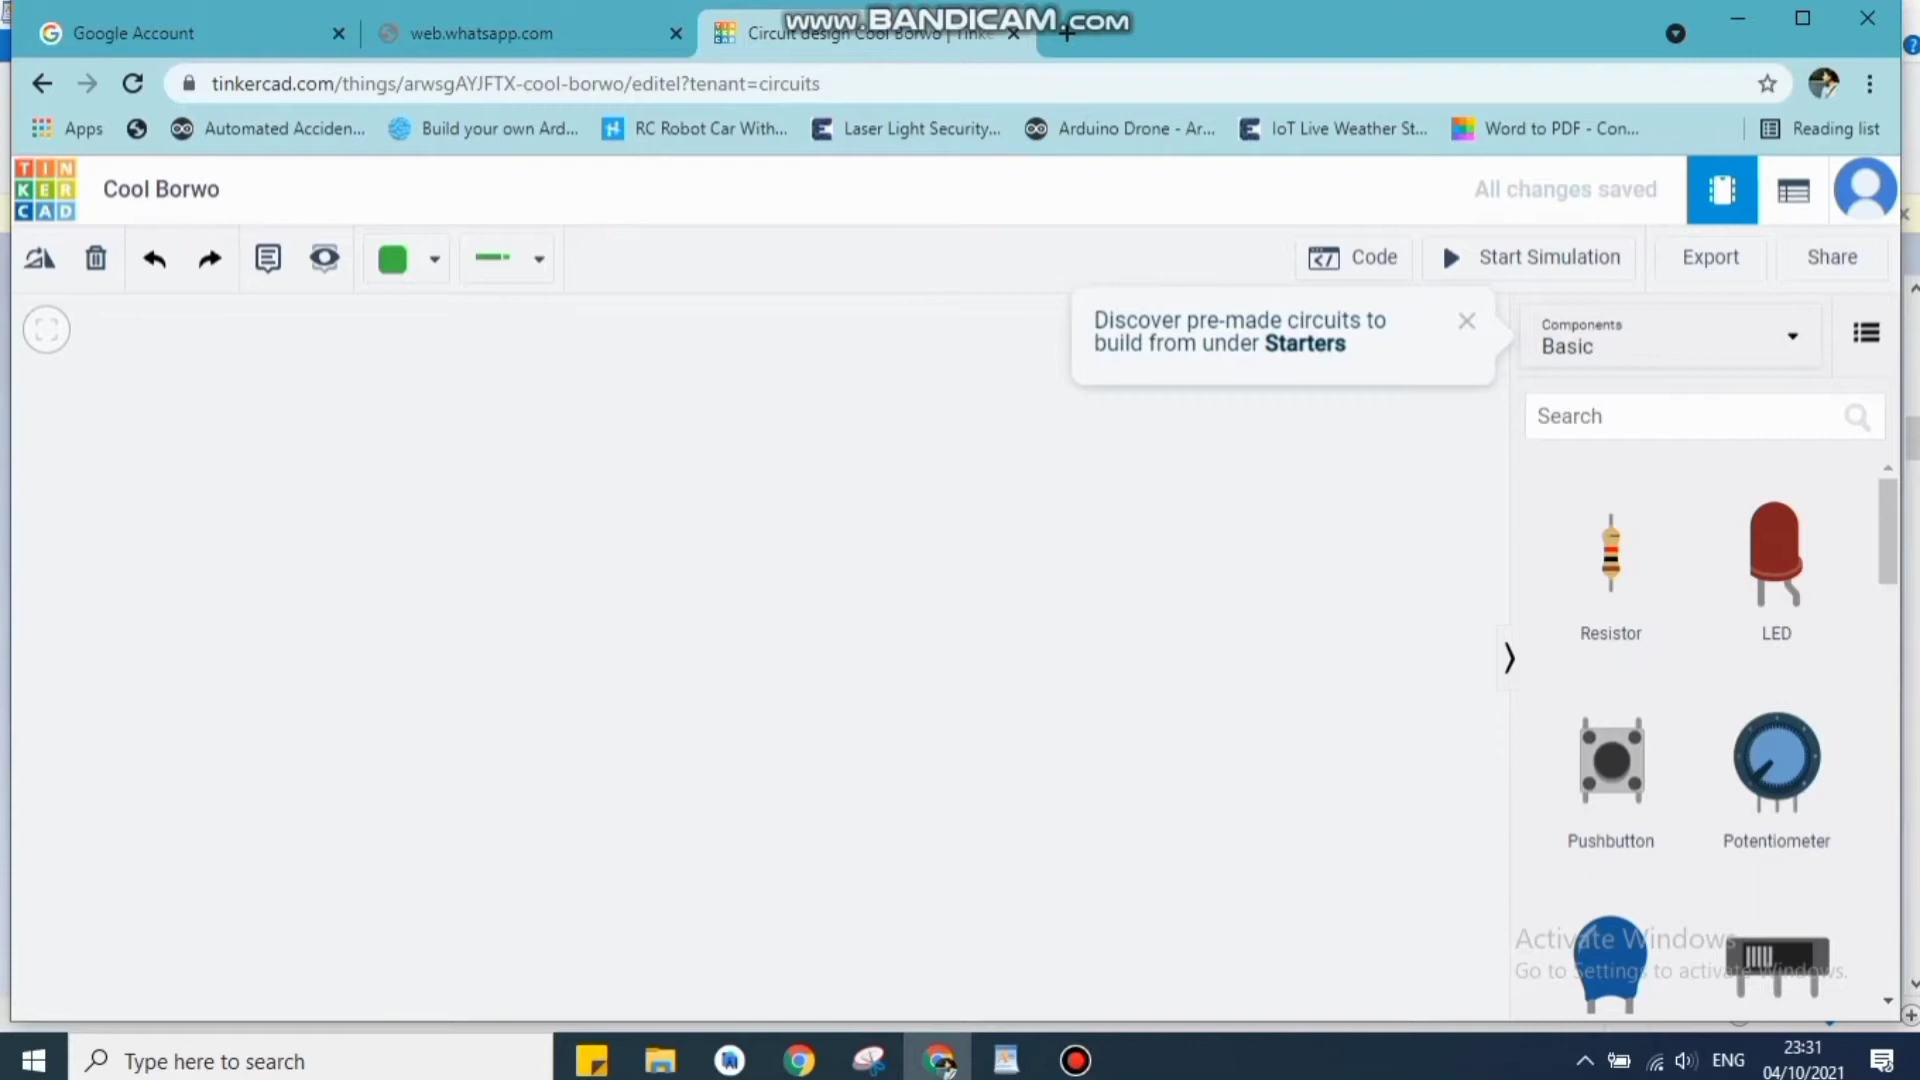 www.BANDICAM.com
Google Account
web.whatsapp.com
Circuit design Cool Borwo | Tinke
tinkercad.com/things/arwsgAYJFTX-cool-borwo/editel?tenant=circuits
Apps
Automated Acciden...
Build your own Ard...
RC Robot Car With...
Laser Light Security...
Arduino Drone - Ar...
IoT Live Weather St...
Word to PDF - Con...
Reading list
TINKERCAD
Cool Borwo
All changes saved
Code
Start Simulation
Export
Share
Discover pre-made circuits to
build from under Starters
Components
Basic
Search
Resistor
LED
Pushbutton
Potentiometer
Activate Windows
Go to Settings to activate Windows.
Type here to search
ENG
23:31
04/10/2021